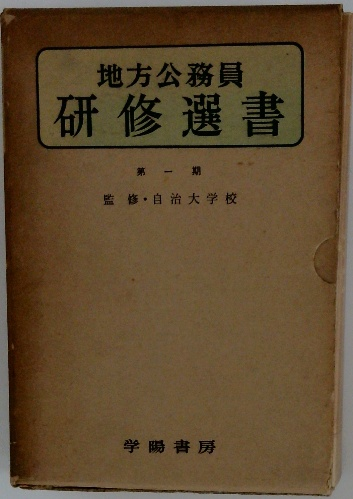 地方公務員
研修選書
第一期
監修・自治大学校
学陽書房